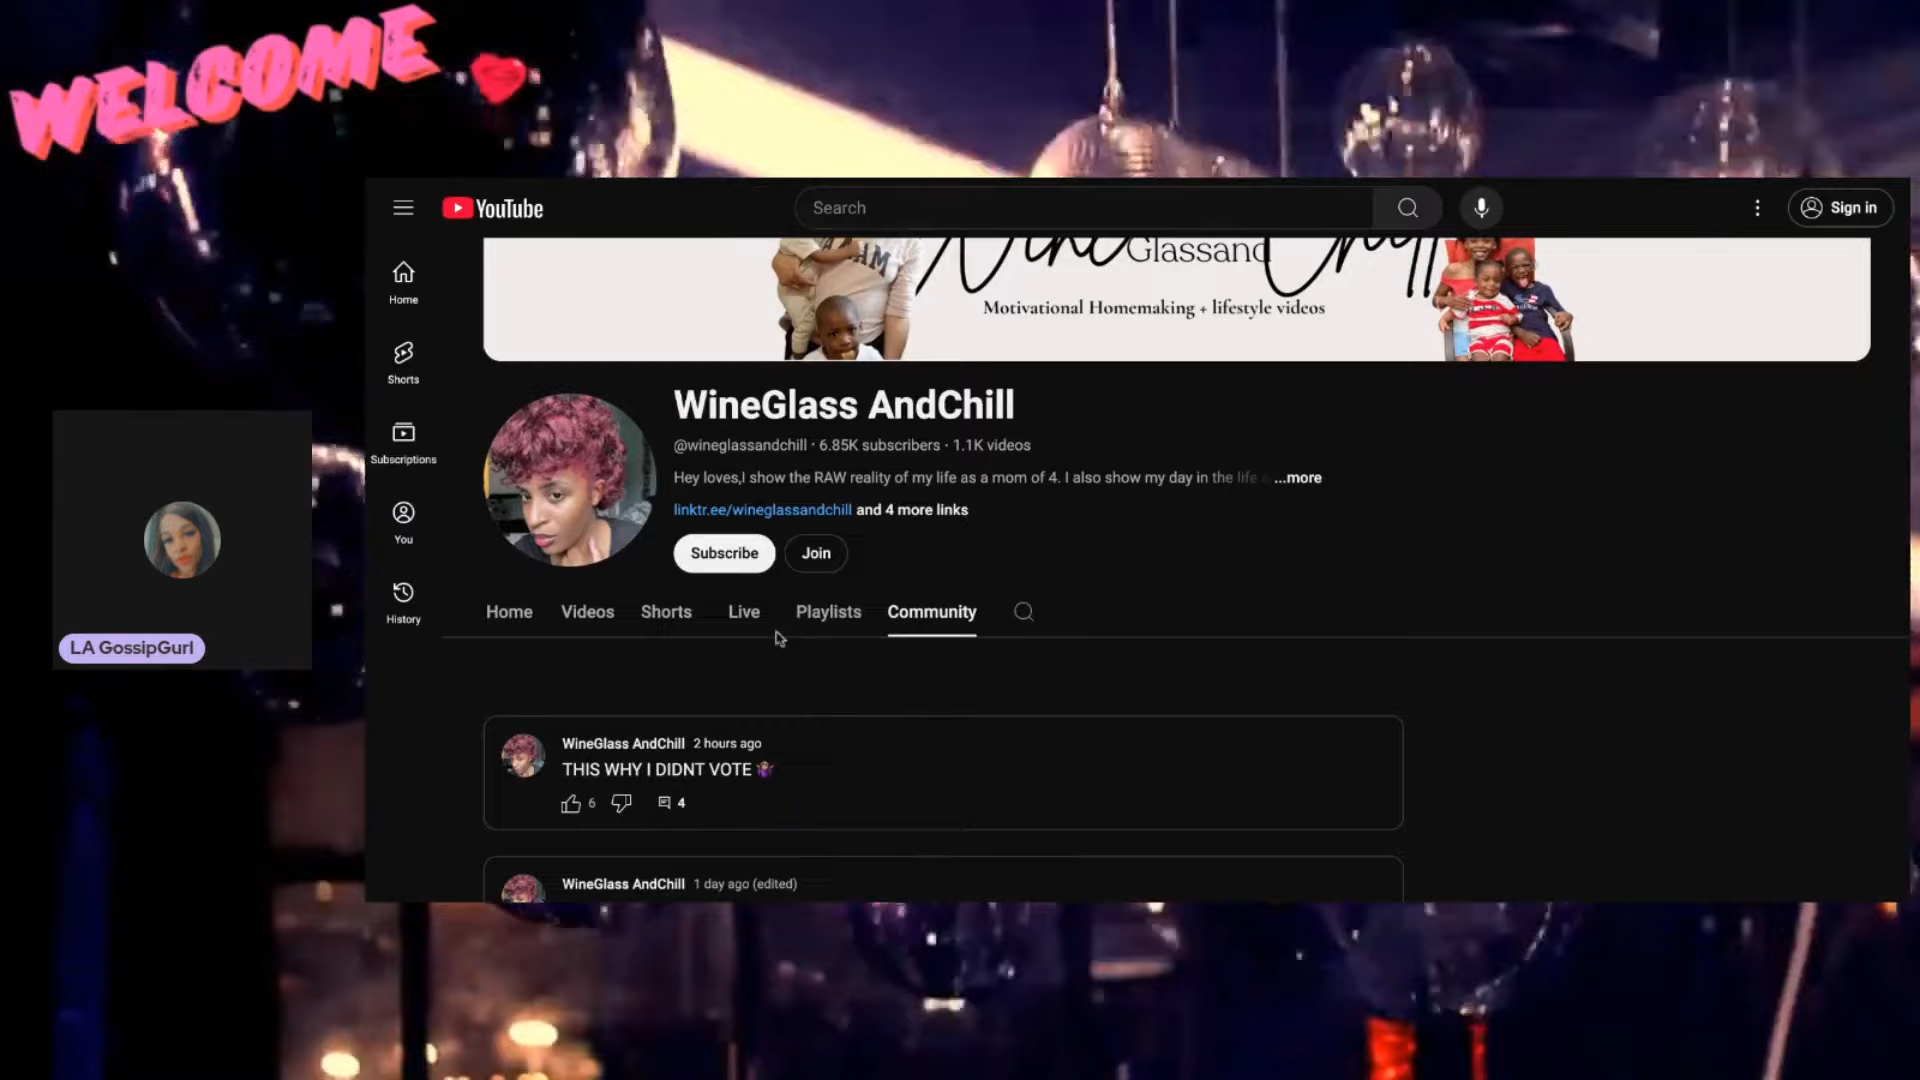 WELCOME
YouTube
Search
Sign in
Home
Shorts
Subscriptions
You
History
AM
Wine Glassand Chill
Motivational Homemaking + lifestyle videos
WineGlass AndChill
@wineglassandchill · 6.85K subscribers · 1.1K videos
Hey loves,I show the RAW reality of my life as a mom of 4. I also show my day in the life ...more
linktr.ee/wineglassandchill and 4 more links
Subscribe
Join
Home Videos Shorts Live Playlists Community
WineGlass AndChill 2 hours ago
THIS WHY I DIDNT VOTE 🤷🏾‍♀️
6 4
WineGlass AndChill 1 day ago (edited)
LA GossipGurl